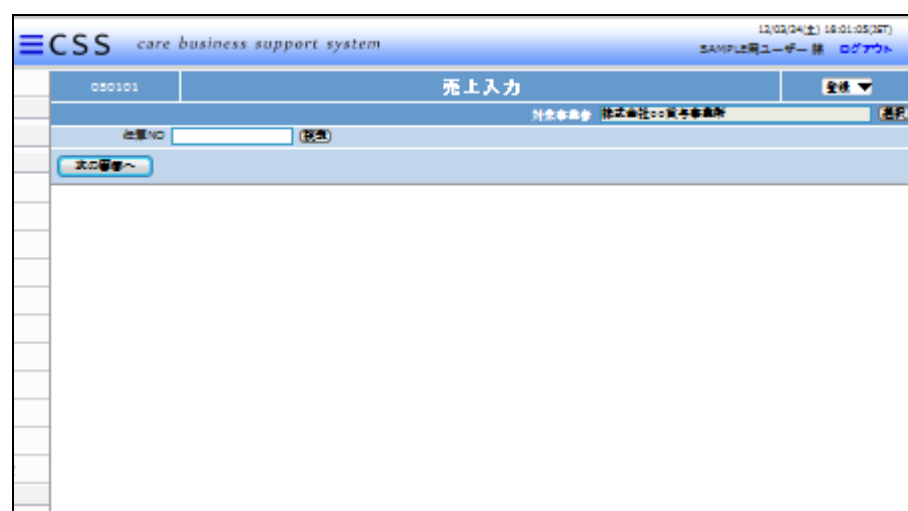 12/03/24(土) 18:01:05(JST)
CSS care business support system
SAMPLE用ユーザー 様 ログアウト
050101 売上入力 登録 ▼
対象事業者 株式会社○○貸与事業所 選択
伝票NO 検索
次の画面へ